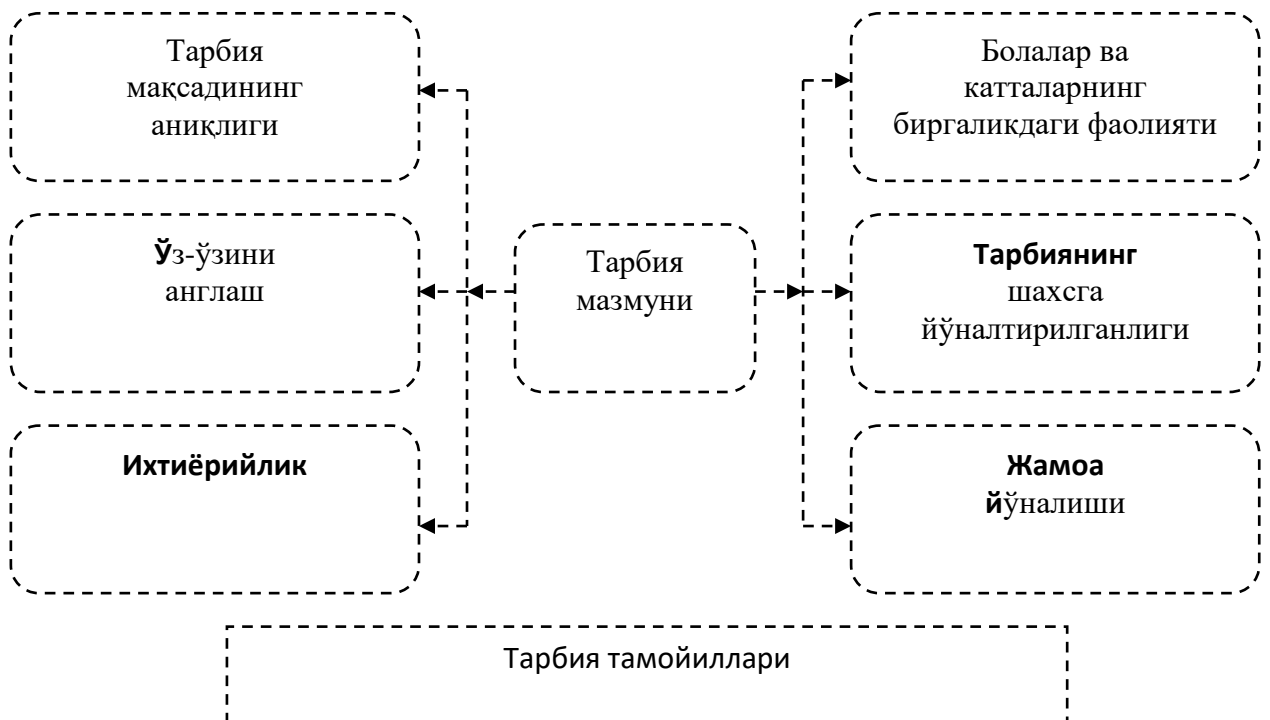 Тарбия
мақсадининг
аниқлиги
Болалар ва
катталарнинг
биргаликдаги фаолияти
Ўз-ўзини
англаш
Тарбия
мазмуни
Тарбиянинг
шахсга
йўналтирилганлиги
Ихтиёрийлик
Жамоа
йўналиши
Тарбия тамойиллари